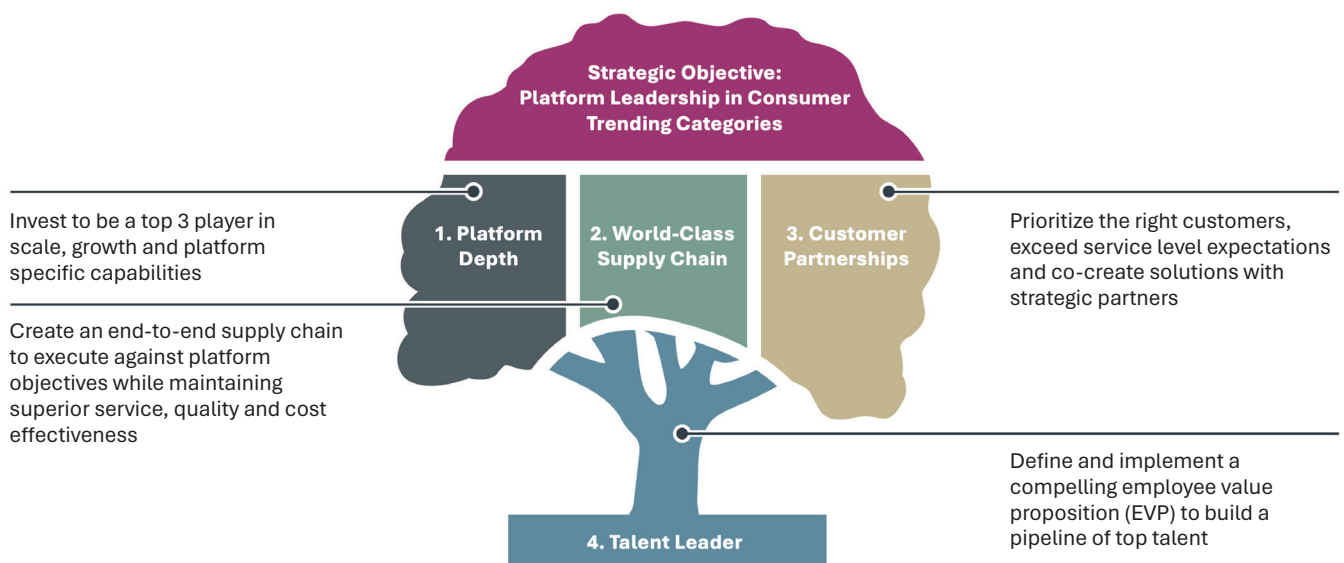 Strategic Objective:
Platform Leadership in Consumer
Trending Categories
1. Platform
Depth
2. World-Class
Supply Chain
3. Customer
Partnerships
Invest to be a top 3 player in
scale, growth and platform
specific capabilities
Create an end-to-end supply chain
to execute against platform
objectives while maintaining
superior service, quality and cost
effectiveness
Prioritize the right customers,
exceed service level expectations
and co-create solutions with
strategic partners
Define and implement a
compelling employee value
proposition (EVP) to build a
pipeline of top talent
4. Talent Leader